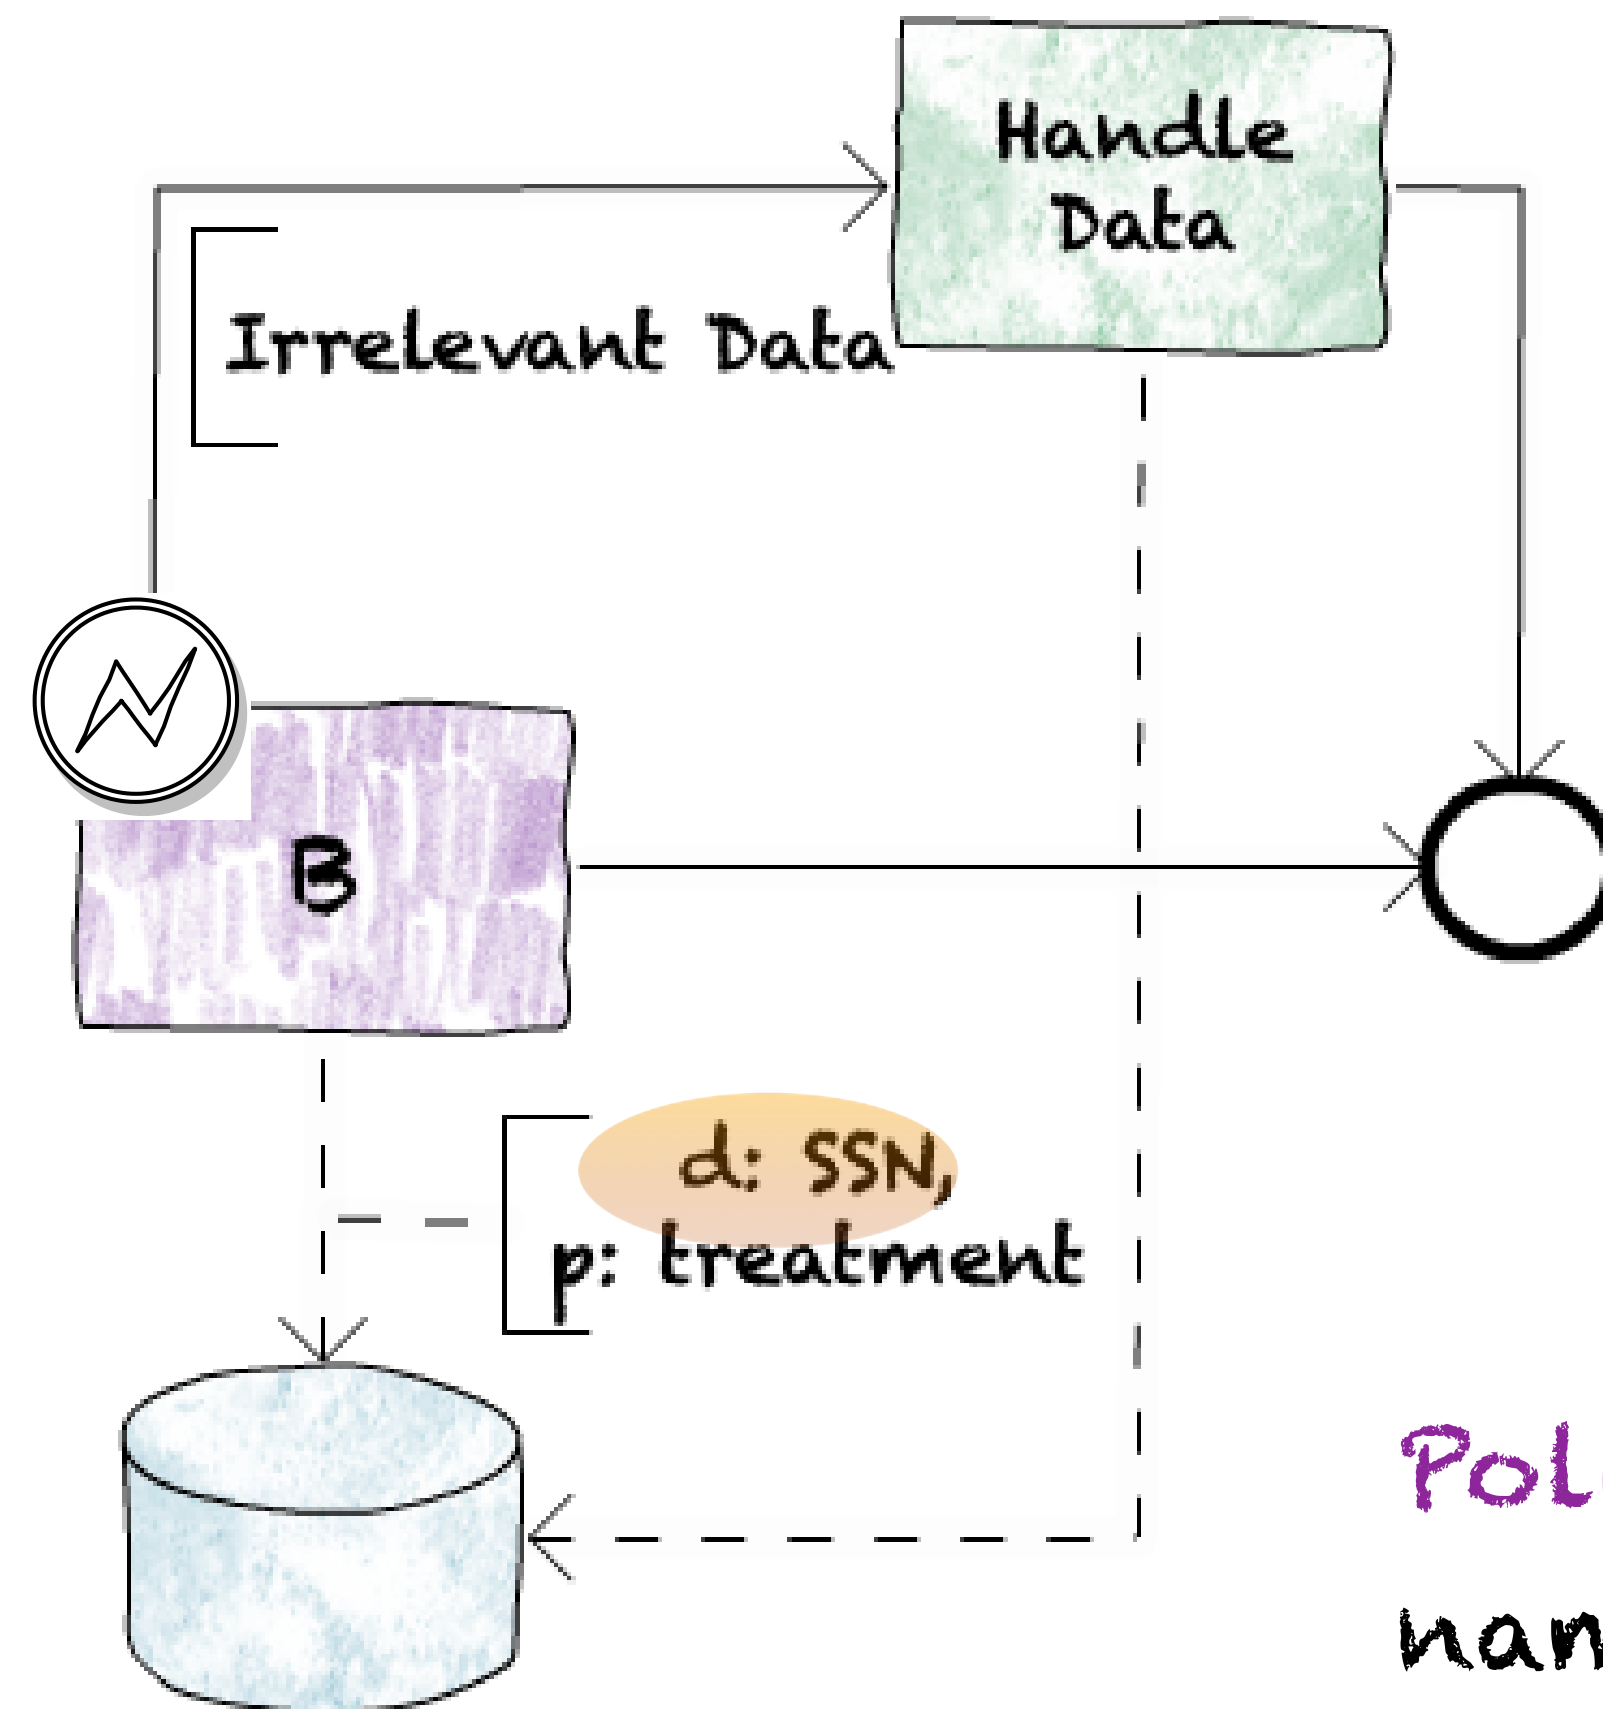 Handle
Data
Irrelevant Data
B
d: SSN,
p: treatment